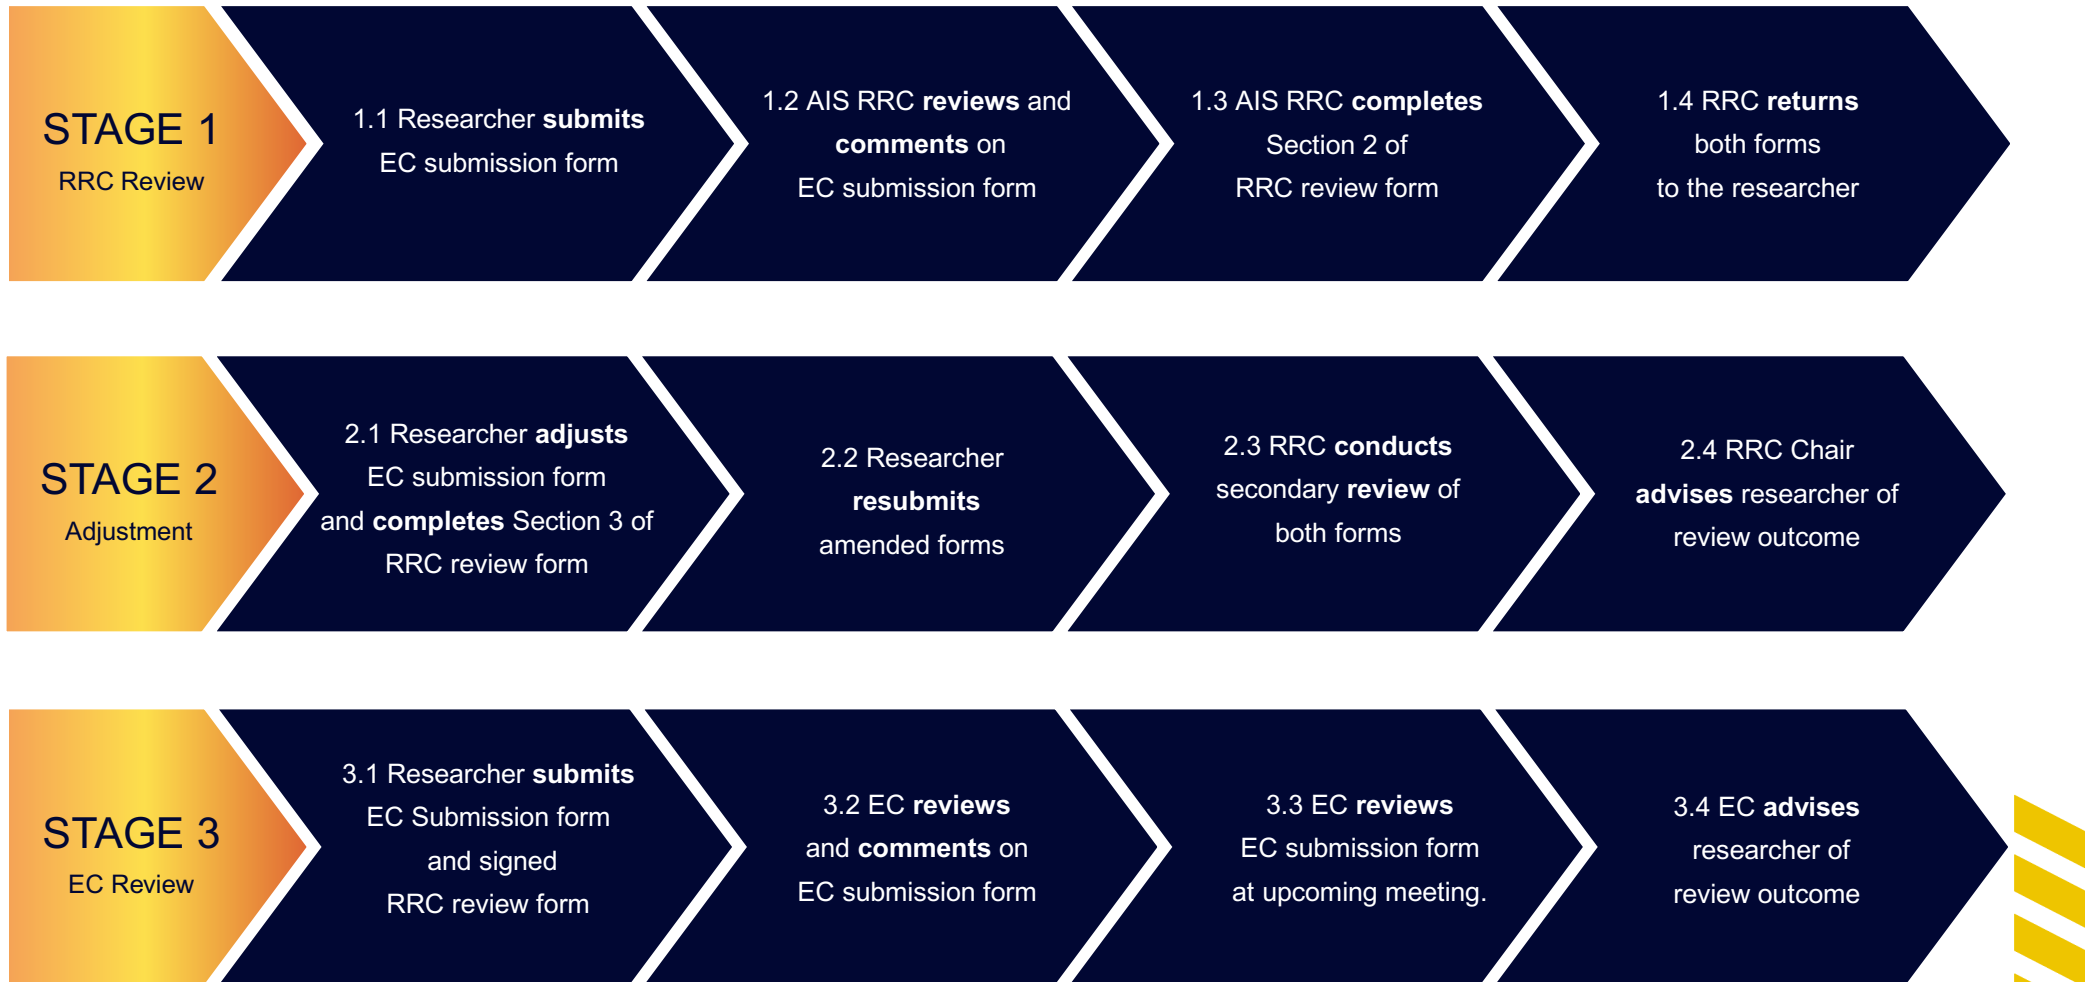 STAGE 1
RRC Review
1.1 Researcher submits
EC submission form
1.2 AIS RRC reviews and
comments on
EC submission form
1.3 AIS RRC completes
Section 2 of
RRC review form
1.4 RRC returns
both forms
to the researcher
STAGE 2
Adjustment
2.1 Researcher adjusts
EC submission form
and completes Section 3 of
RRC review form
2.2 Researcher
resubmits
amended forms
2.3 RRC conducts
secondary review of
both forms
2.4 RRC Chair
advises researcher of
review outcome
STAGE 3
EC Review
3.1 Researcher submits
EC Submission form
and signed
RRC review form
3.2 EC reviews
and comments on
EC submission form
3.3 EC reviews
EC submission form
at upcoming meeting.
3.4 EC advises
researcher of
review outcome